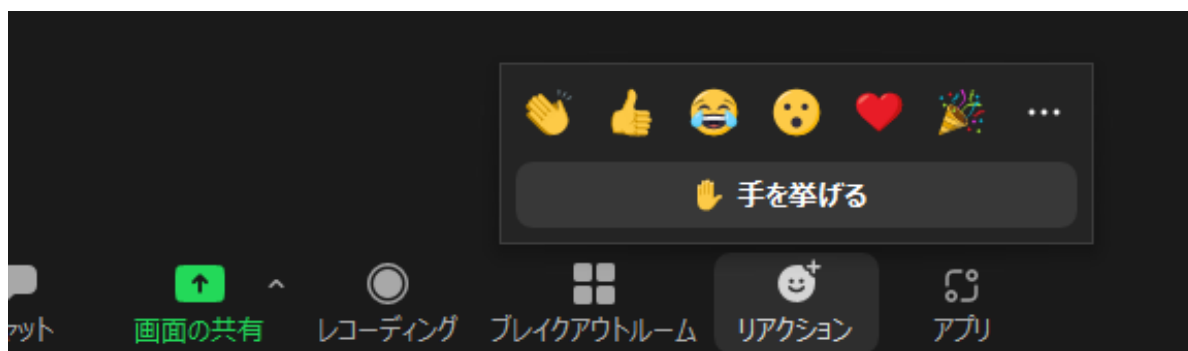 手を挙げる
画面の共有
レコーディング
ブレイクアウトルーム
リアクション
アプリ